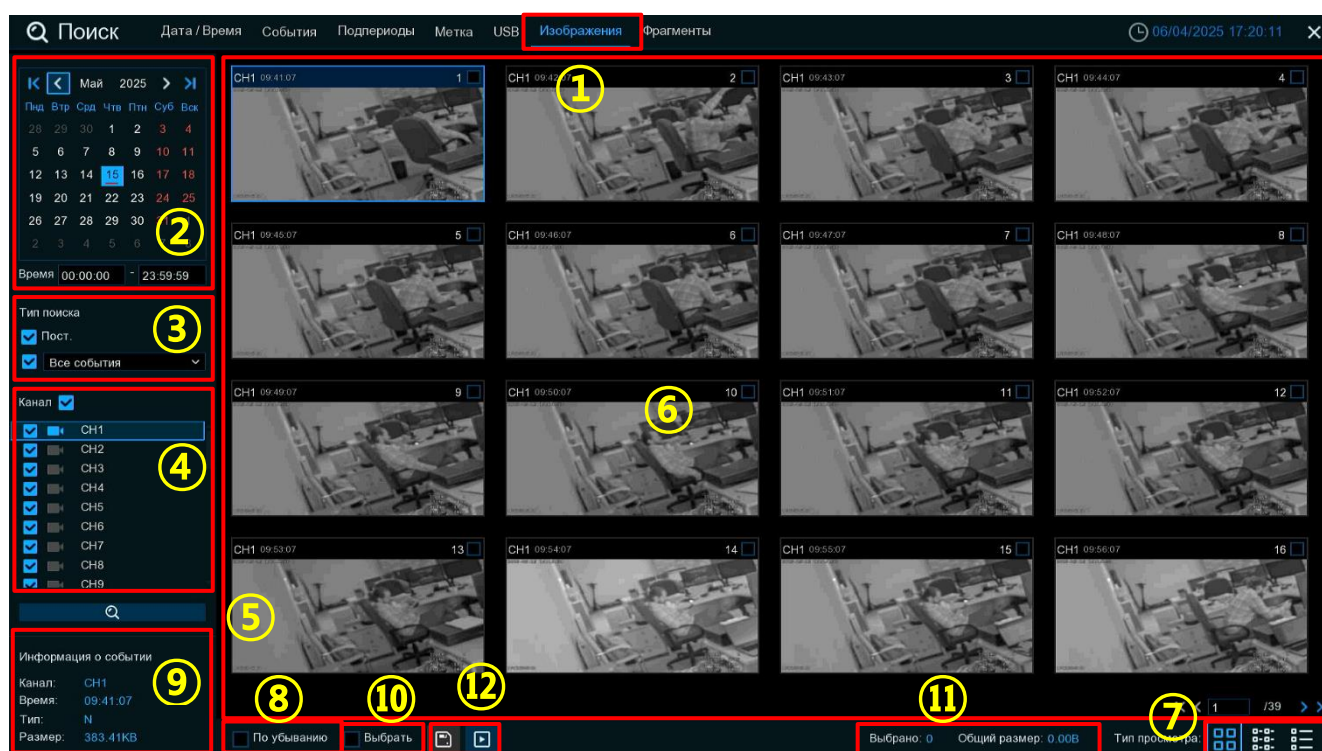 Поиск Дата / Время События Подпериоды Метка USB Изображения Фрагменты 06/04/2025 17:20:11
①
②
③
④
⑤
⑥
⑦
⑧
⑨
⑩
⑪
⑫
Май 2025
Пнд Втр Срд Чтв Птн Суб Вск
28 29 30 1 2 3 4
5 6 7 8 9 10 11
12 13 14 15 16 17 18
19 20 21 22 23 24 25
26 27 28 29 30
2 3 4 5 6
Время 00:00:00 - 23:59:59
Тип поиска
Пост.
Все события
Канал
CH1
CH2
CH3
CH4
CH5
CH6
CH7
CH8
CH9
Информация о событии
Канал: CH1
Время: 09:41:07
Тип: N
Размер: 383.41KB
CH1 09:41:07 1
CH1 09:42:07 2
CH1 09:43:07 3
CH1 09:44:07 4
CH1 09:45:07 5
CH1 09:46:07 6
CH1 09:47:07 7
CH1 09:48:07 8
CH1 09:49:07 9
CH1 09:50:07 10
CH1 09:51:07 11
CH1 09:52:07 12
CH1 09:53:07 13
CH1 09:54:07 14
CH1 09:55:07 15
CH1 09:56:07 16
1 /39
По убыванию Выбрать Выбрано: 0 Общий размер: 0.00B Тип просмотра: